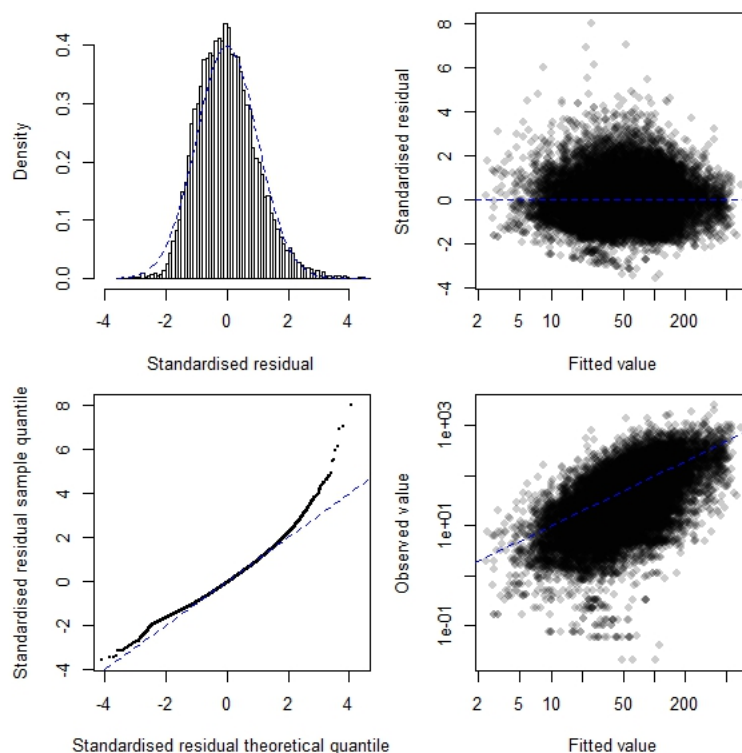 0.4
0.3
0.2
0.1
0.0
Density
-4 -2 0 2 4
Standardised residual
8
6
4
2
0
-2
-4
Standardised residual
2 5 10 50 200
Fitted value
8
6
4
2
0
-2
-4
Standardised residual sample quantile
-4 -2 0 2 4
Standardised residual theoretical quantile
1e+03
1e+01
1e-01
Observed value
2 5 10 50 200
Fitted value